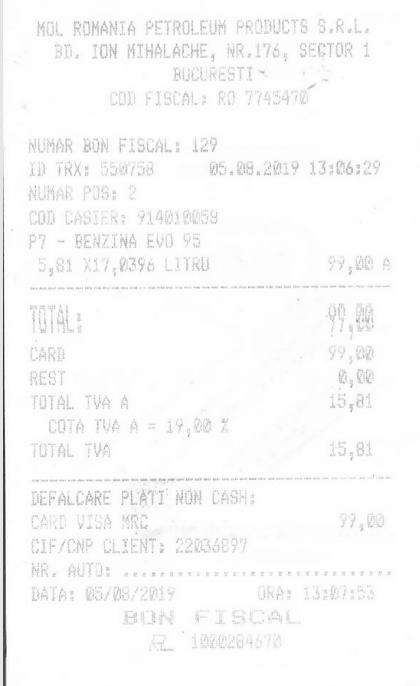 MOL ROMANIA PETROLEUM PRODUCTS S.R.L.
BD. ION MIHALACHE, NR.176, SECTOR 1
BUCURESTI
COD FISCAL: RO 7745470
NUMAR BON FISCAL: 129
ID TRX: 550758 05.08.2019 13:06:29
NUMAR POS: 2
COD CASIER: 914010058
P7 - BENZINA EVO 95
5,81 X17,0396 LITRU 99,00 A
TOTAL: 99,00
CARD 99,00
REST 0,00
TOTAL TVA A 15,81
COTA TVA A = 19,00 %
TOTAL TVA 15,81
DEFALCARE PLATI NON CASH:
CARD VISA MRC 99,00
CIF/CNP CLIENT: 22036897
NR. AUTO: ................................
DATA: 05/08/2019 ORA: 13:07:53
BON FISCAL
1000284670